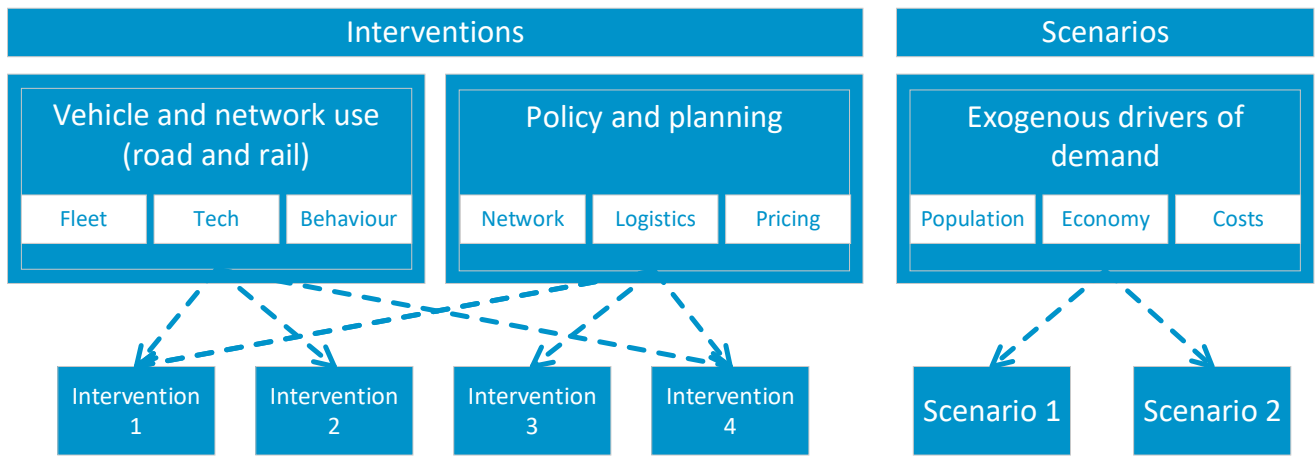 Interventions
Scenarios
Vehicle and network use
(road and rail)
Fleet
Tech
Behaviour
Policy and planning
Network
Logistics
Pricing
Exogenous drivers of
demand
Population
Economy
Costs
Intervention
1
Intervention
2
Intervention
3
Intervention
4
Scenario 1
Scenario 2